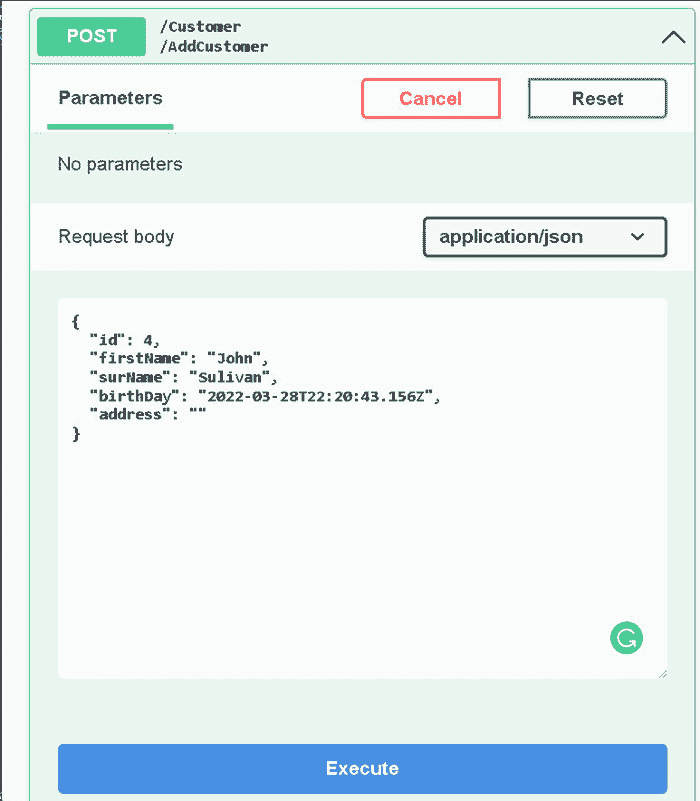 POST /Customer
/AddCustomer
Parameters Cancel Reset
No parameters
Request body application/json
{
"id": 4,
"firstName": "John",
"surName": "Sulivan",
"birthDay": "2022-03-28T22:20:43.156Z",
"address": ""
}
Execute